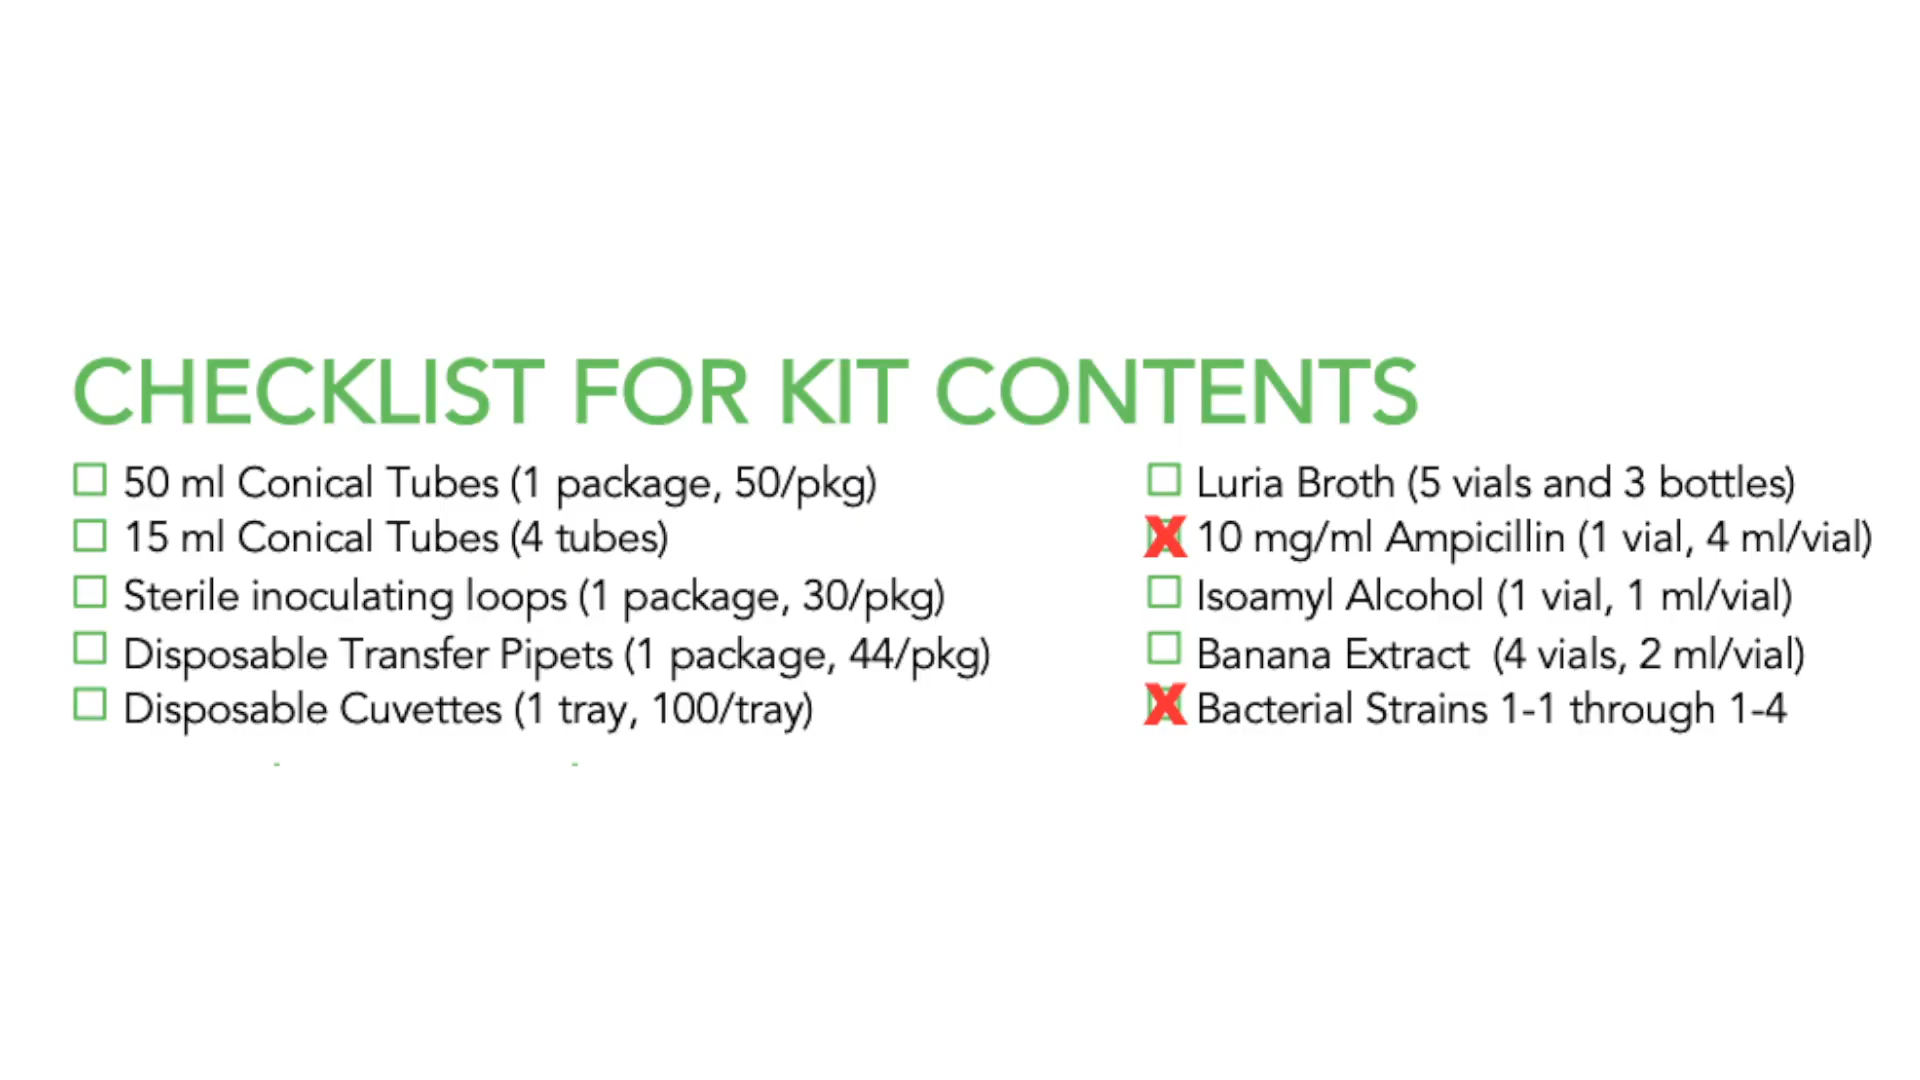 CHECKLIST FOR KIT CONTENTS
50 ml Conical Tubes (1 package, 50/pkg)
15 ml Conical Tubes (4 tubes)
Sterile inoculating loops (1 package, 30/pkg)
Disposable Transfer Pipets (1 package, 44/pkg)
Disposable Cuvettes (1 tray, 100/tray)
Luria Broth (5 vials and 3 bottles)
X 10 mg/ml Ampicillin (1 vial, 4 ml/vial)
Isoamyl Alcohol (1 vial, 1 ml/vial)
Banana Extract (4 vials, 2 ml/vial)
X Bacterial Strains 1-1 through 1-4